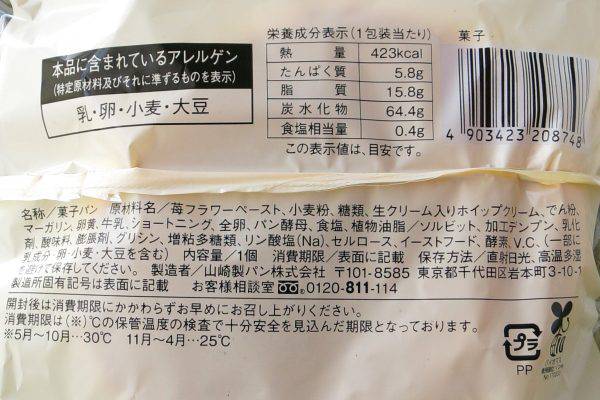 本品に含まれているアレルゲン
(特定原材料及びそれに準ずるものを表示)
乳・卵・小麦・大豆
栄養成分表示(1包装当たり)
熱量 423kcal
たんぱく質 5.8g
脂質 15.8g
炭水化物 64.4g
食塩相当量 0.4g
この表示値は、目安です。
菓子
4 903423 208748
名称/菓子パン 原材料名/苺フラワーペースト、小麦粉、糖類、生クリーム入りホイップクリーム、でん粉、
マーガリン、卵黄、牛乳、ショートニング、全卵、パン酵母、食塩、植物油脂/ソルビット、加工デンプン、乳化
剤、酸味料、膨脹剤、グリシン、増粘多糖類、リン酸塩(Na)、セルロース、イーストフード、酵素、V.C、(一部に
乳成分・卵・小麦・大豆を含む) 内容量/1個 消費期限/表面に記載 保存方法/直射日光、高温多湿
を避けて保存してください。 製造者/山崎製パン株式会社 〒101-8585 東京都千代田区岩本町3-10-1
製造所固有記号は表面に記載 お客様相談室 0120-811-114
開封後は消費期限にかかわらずお早めにお召し上がりください。
消費期限は(※)℃の保管温度の検査で十分安全を見込んだ期限となっております。
※5月~10月…30℃ 11月~4月…25℃
プラ
PP